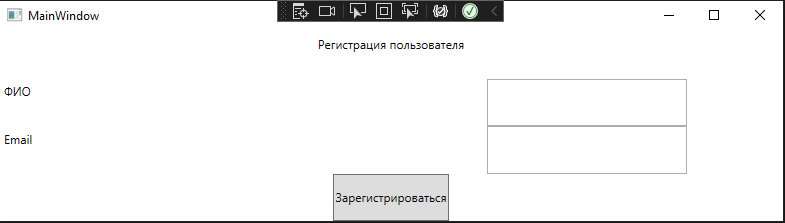 MainWindow
Регистрация пользователя
ФИО
Email
Зарегистрироваться